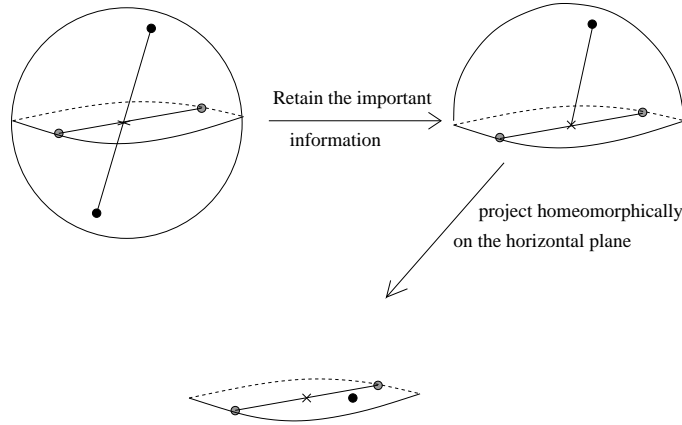 Retain the important
information
project homeomorphically
on the horizontal plane